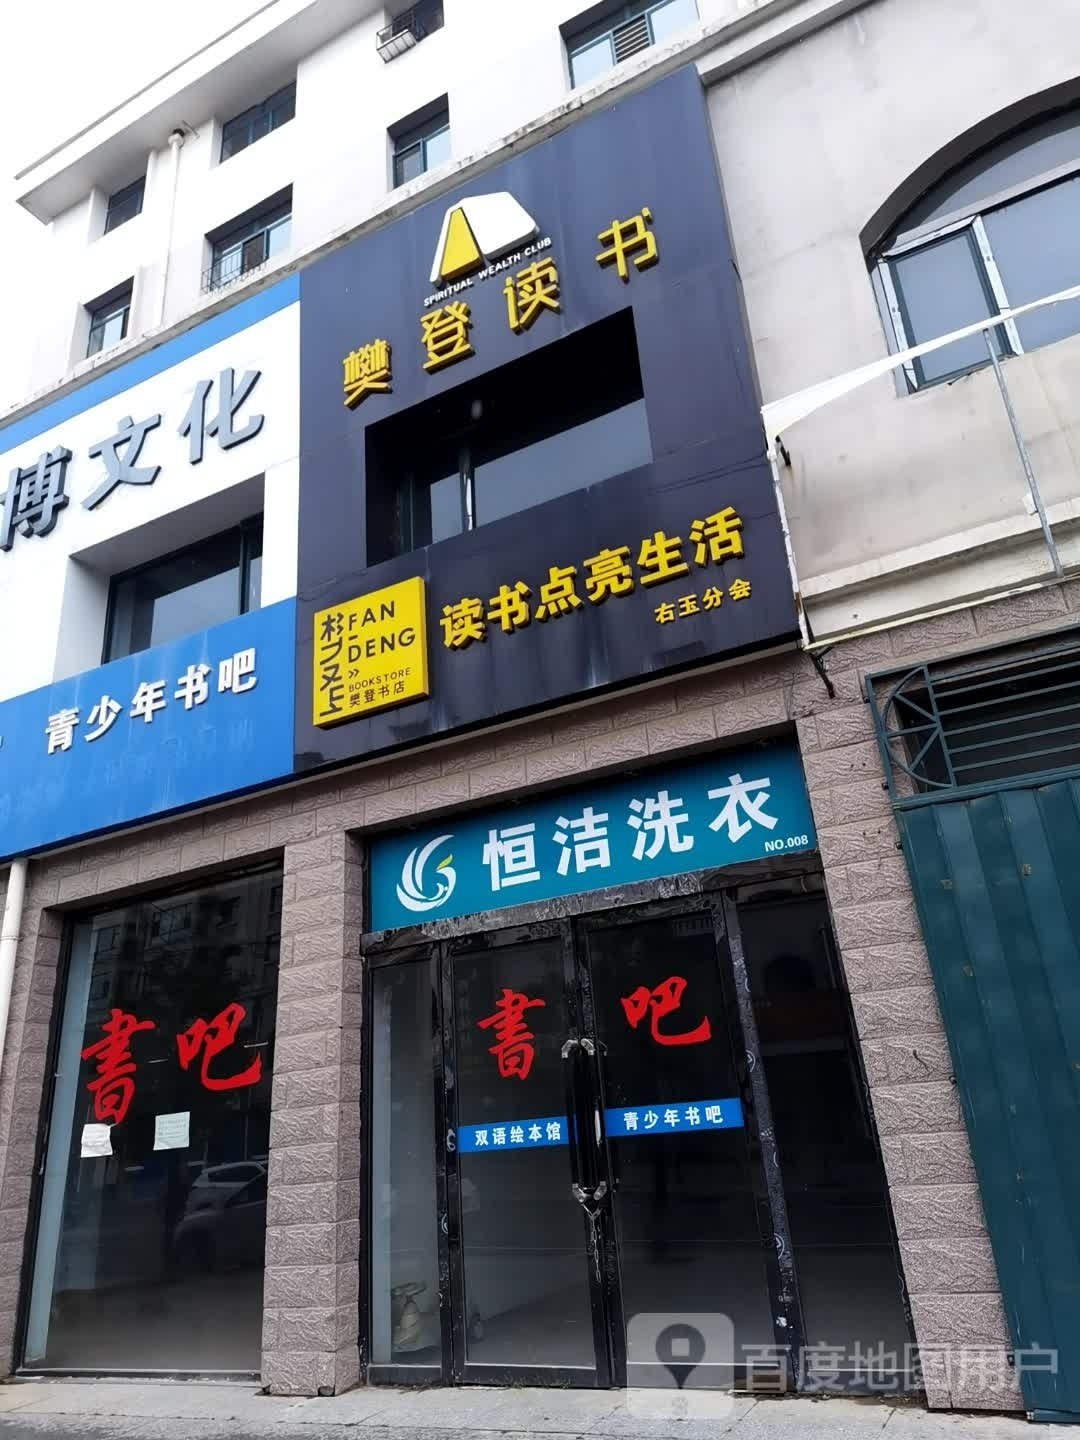 SPIRITUAL WEALTH CLUB
樊登读书
博文化
读书点亮生活
右玉分会
FAN
DENG
BOOKSTORE
樊登书店
青少年书吧
恒洁洗衣
NO.008
書吧
書吧
双语绘本馆
青少年书吧
百度地图用户